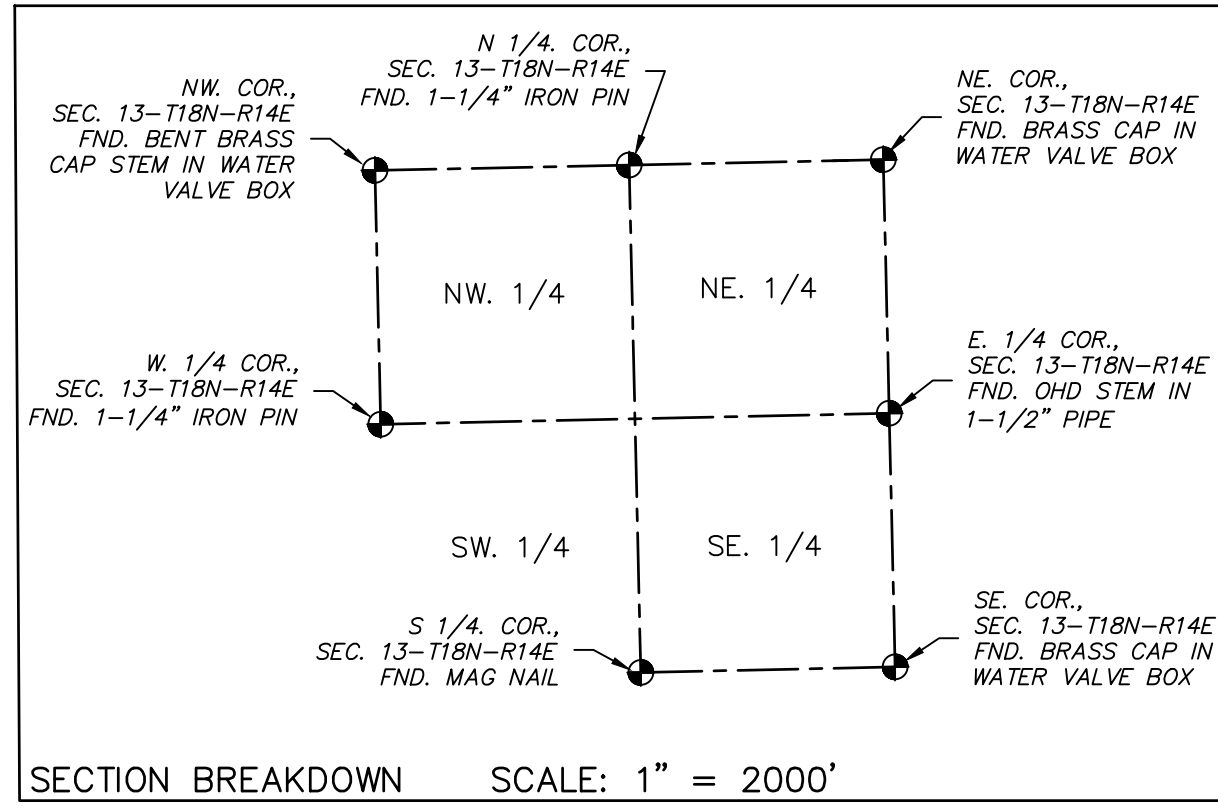 N 1/4. COR.,
SEC. 13-T18N-R14E
FND. 1-1/4" IRON PIN
NW. COR.,
SEC. 13-T18N-R14E
FND. BENT BRASS
CAP STEM IN WATER
VALVE BOX
NE. COR.,
SEC. 13-T18N-R14E
FND. BRASS CAP IN
WATER VALVE BOX
NW. 1/4
NE. 1/4
W. 1/4 COR.,
SEC. 13-T18N-R14E
FND. 1-1/4" IRON PIN
E. 1/4 COR.,
SEC. 13-T18N-R14E
FND. OHD STEM IN
1-1/2" PIPE
SW. 1/4
SE. 1/4
S 1/4. COR.,
SEC. 13-T18N-R14E
FND. MAG NAIL
SE. COR.,
SEC. 13-T18N-R14E
FND. BRASS CAP IN
WATER VALVE BOX
SECTION BREAKDOWN SCALE: 1" = 2000'